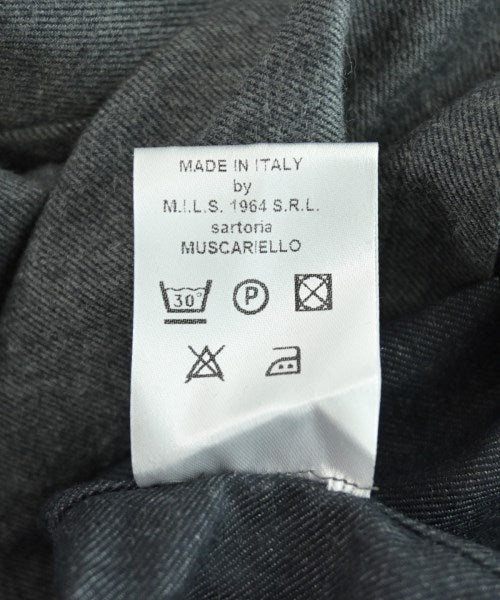 MADE IN ITALY
by
M.I.L.S. 1964 S.R.L.
sartoria
MUSCARIELLO
30°
P